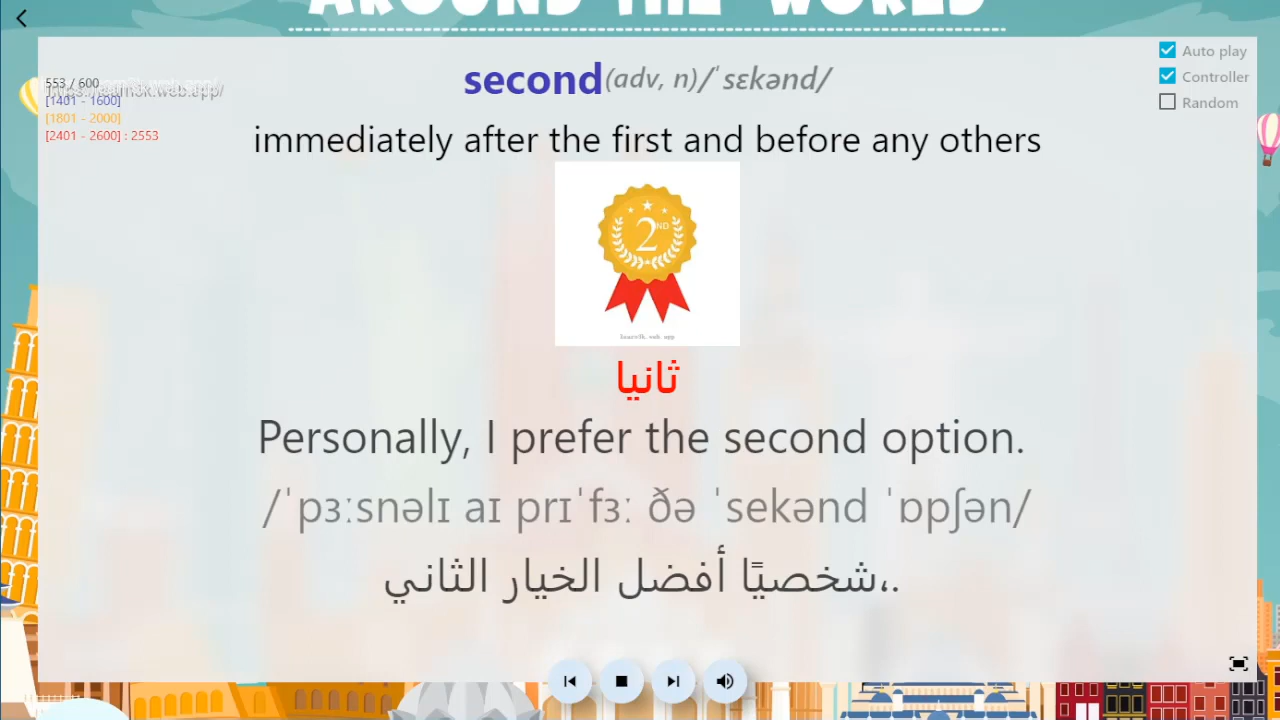 AROUND THE WORLD
Auto play
Controller
Random
553 / 600
[1401 - 1600]
[1801 - 2000]
[2401 - 2600] : 2553
second(adv, n)/ˈsɛkənd/
immediately after the first and before any others
2ND
ثانيا
Personally, I prefer the second option.
/ˈpɜːsnəlɪ aɪ prɪˈfɜː ðə ˈsekənd ˈɒpʃən/
شخصيًا أفضل الخيار الثاني،.